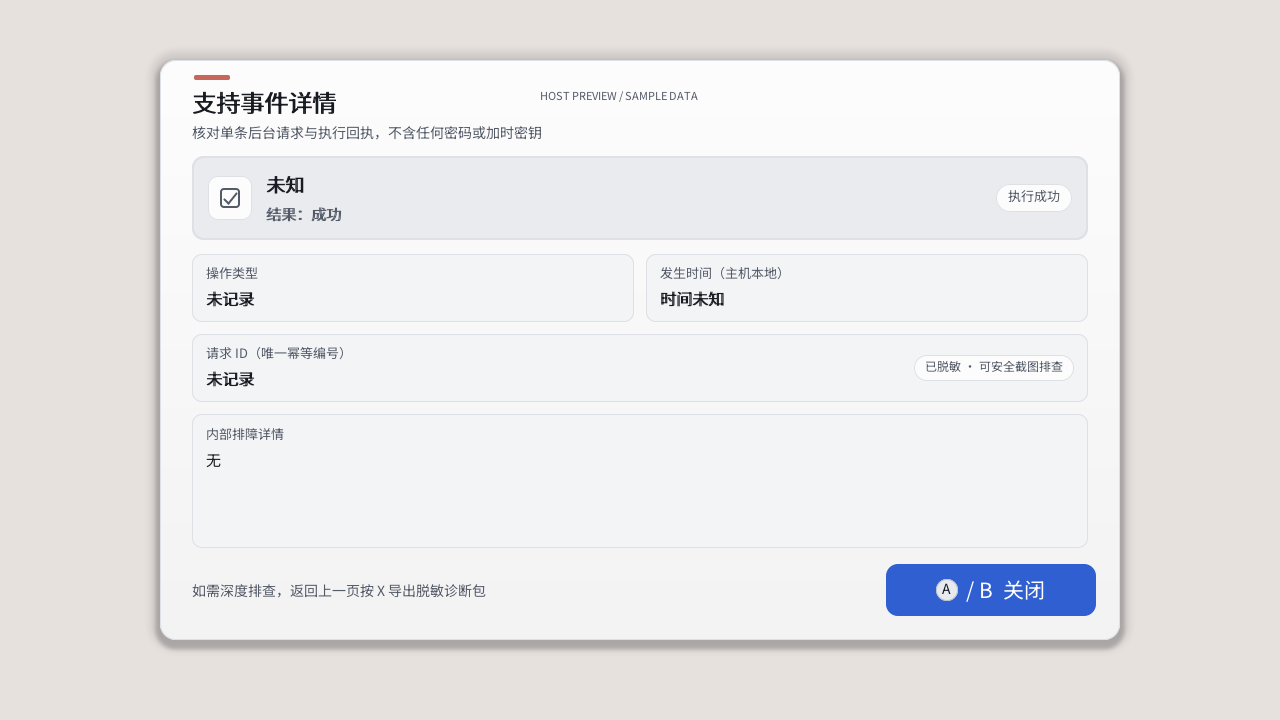 支持事件详情
HOST PREVIEW / SAMPLE DATA
核对单条后台请求与执行回执，不含任何密码或加时密钥
未知
结果：成功
执行成功
操作类型
未记录
发生时间（主机本地）
时间未知
请求 ID（唯一幂等编号）
未记录
已脱敏 · 可安全截图排查
内部排障详情
无
如需深度排查，返回上一页按 X 导出脱敏诊断包
A / B 关闭